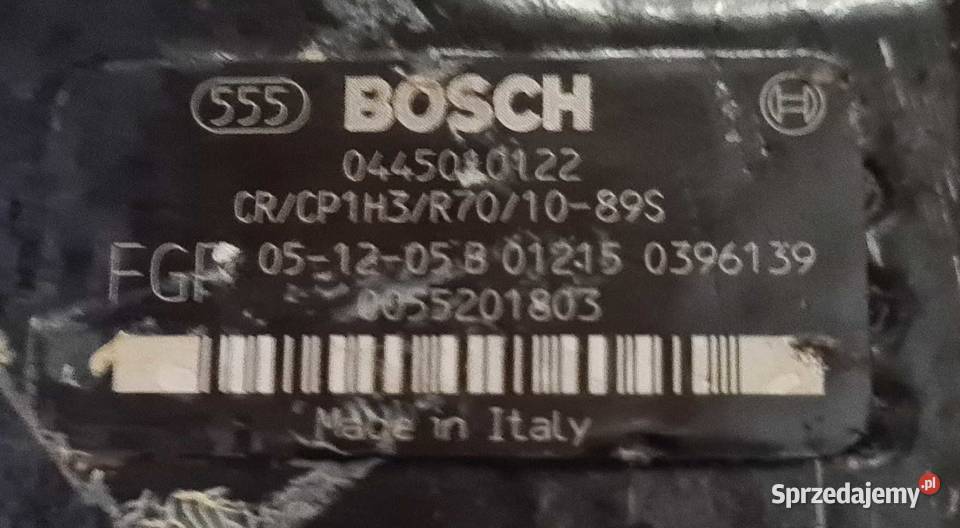 555 BOSCH
0445010122
CR/CP1H3/R70/10-89S
FGP 05-12-05 B 01215 0396139
0055201803
Made in Italy
Sprzedajemy.pl